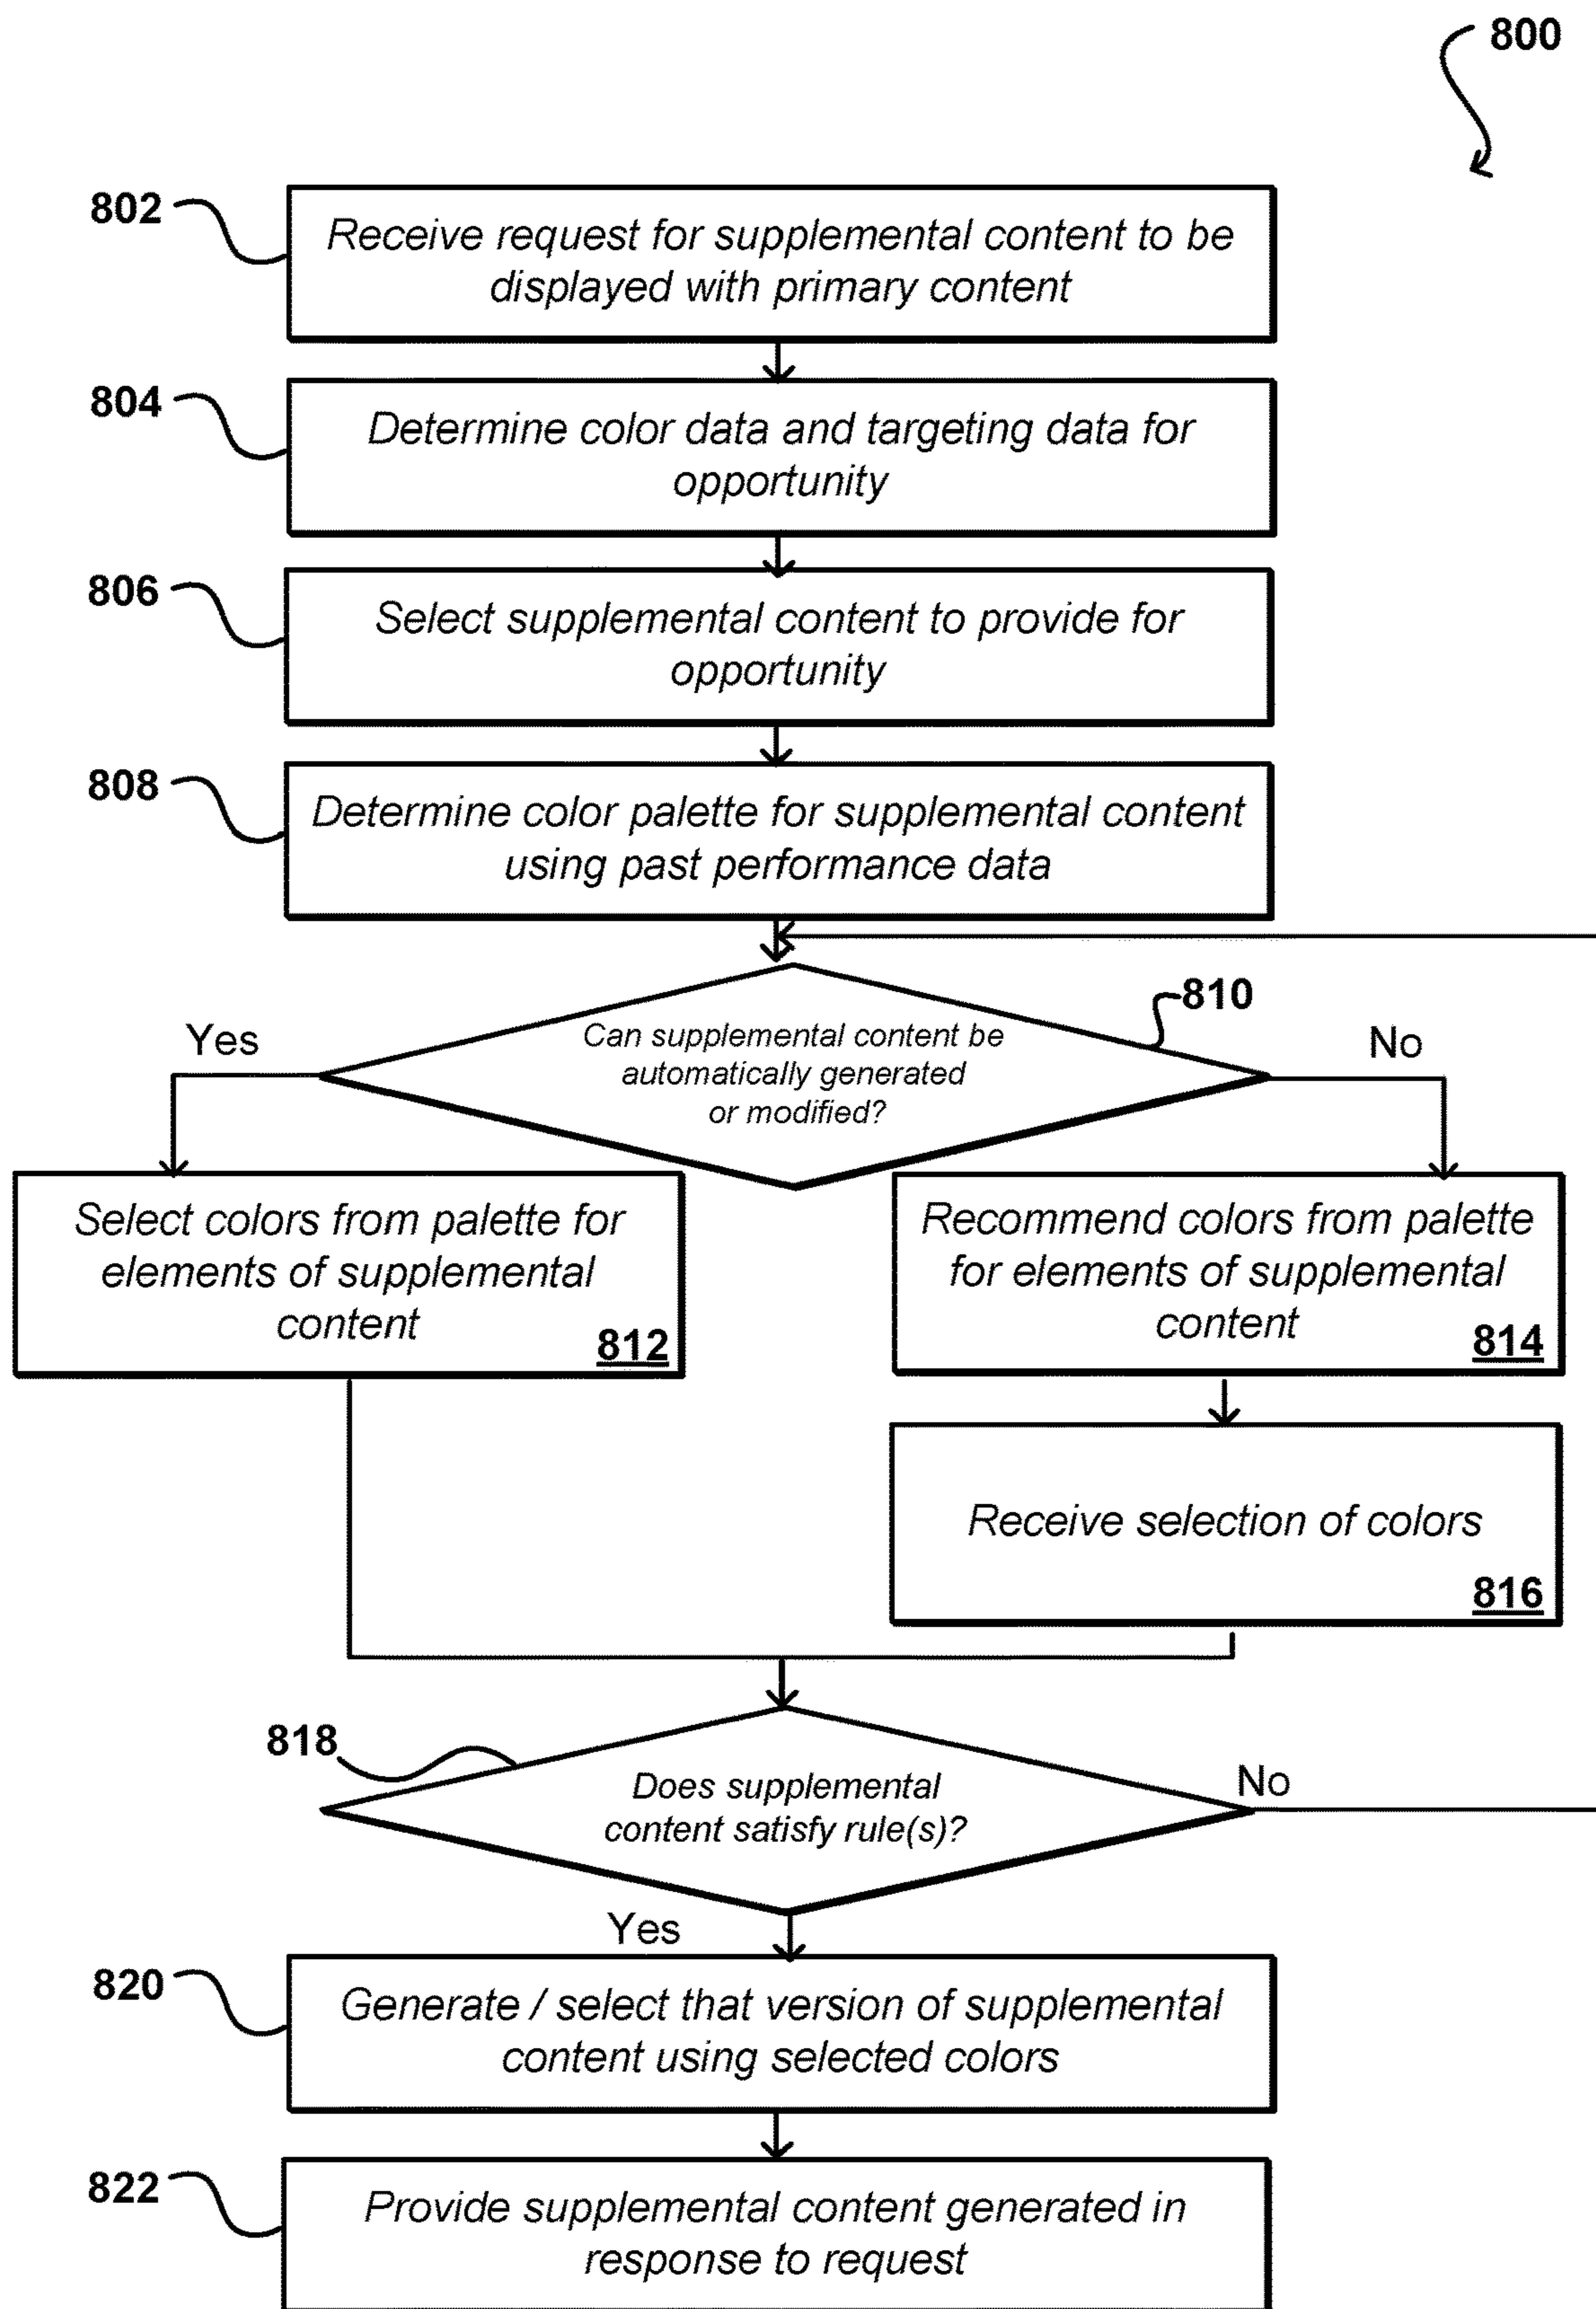 800
802
Receive request for supplemental content to be
displayed with primary content
804
Determine color data and targeting data for
opportunity
806
Select supplemental content to provide for
opportunity
808
Determine color palette for supplemental content
using past performance data
810
Yes
Can supplemental content be
automatically generated
or modified?
No
Select colors from palette for
elements of supplemental
content
812
Recommend colors from palette
for elements of supplemental
content
814
Receive selection of colors
816
818
Does supplemental
content satisfy rule(s)?
No
Yes
820
Generate / select that version of supplemental
content using selected colors
822
Provide supplemental content generated in
response to request